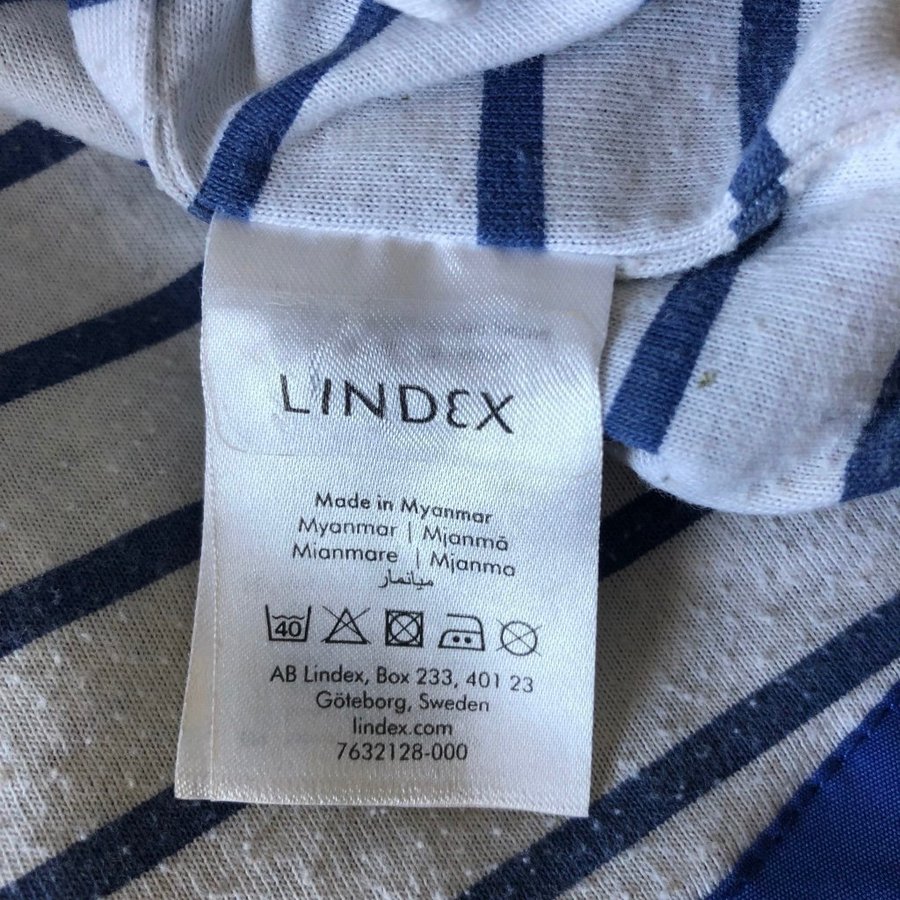 LINDEX
Made in Myanmar
Myanmar | Mjanmā
Mianmare | Mjanma
ميانمار
40
AB Lindex, Box 233, 401 23
Göteborg, Sweden
lindex.com
7632128-000